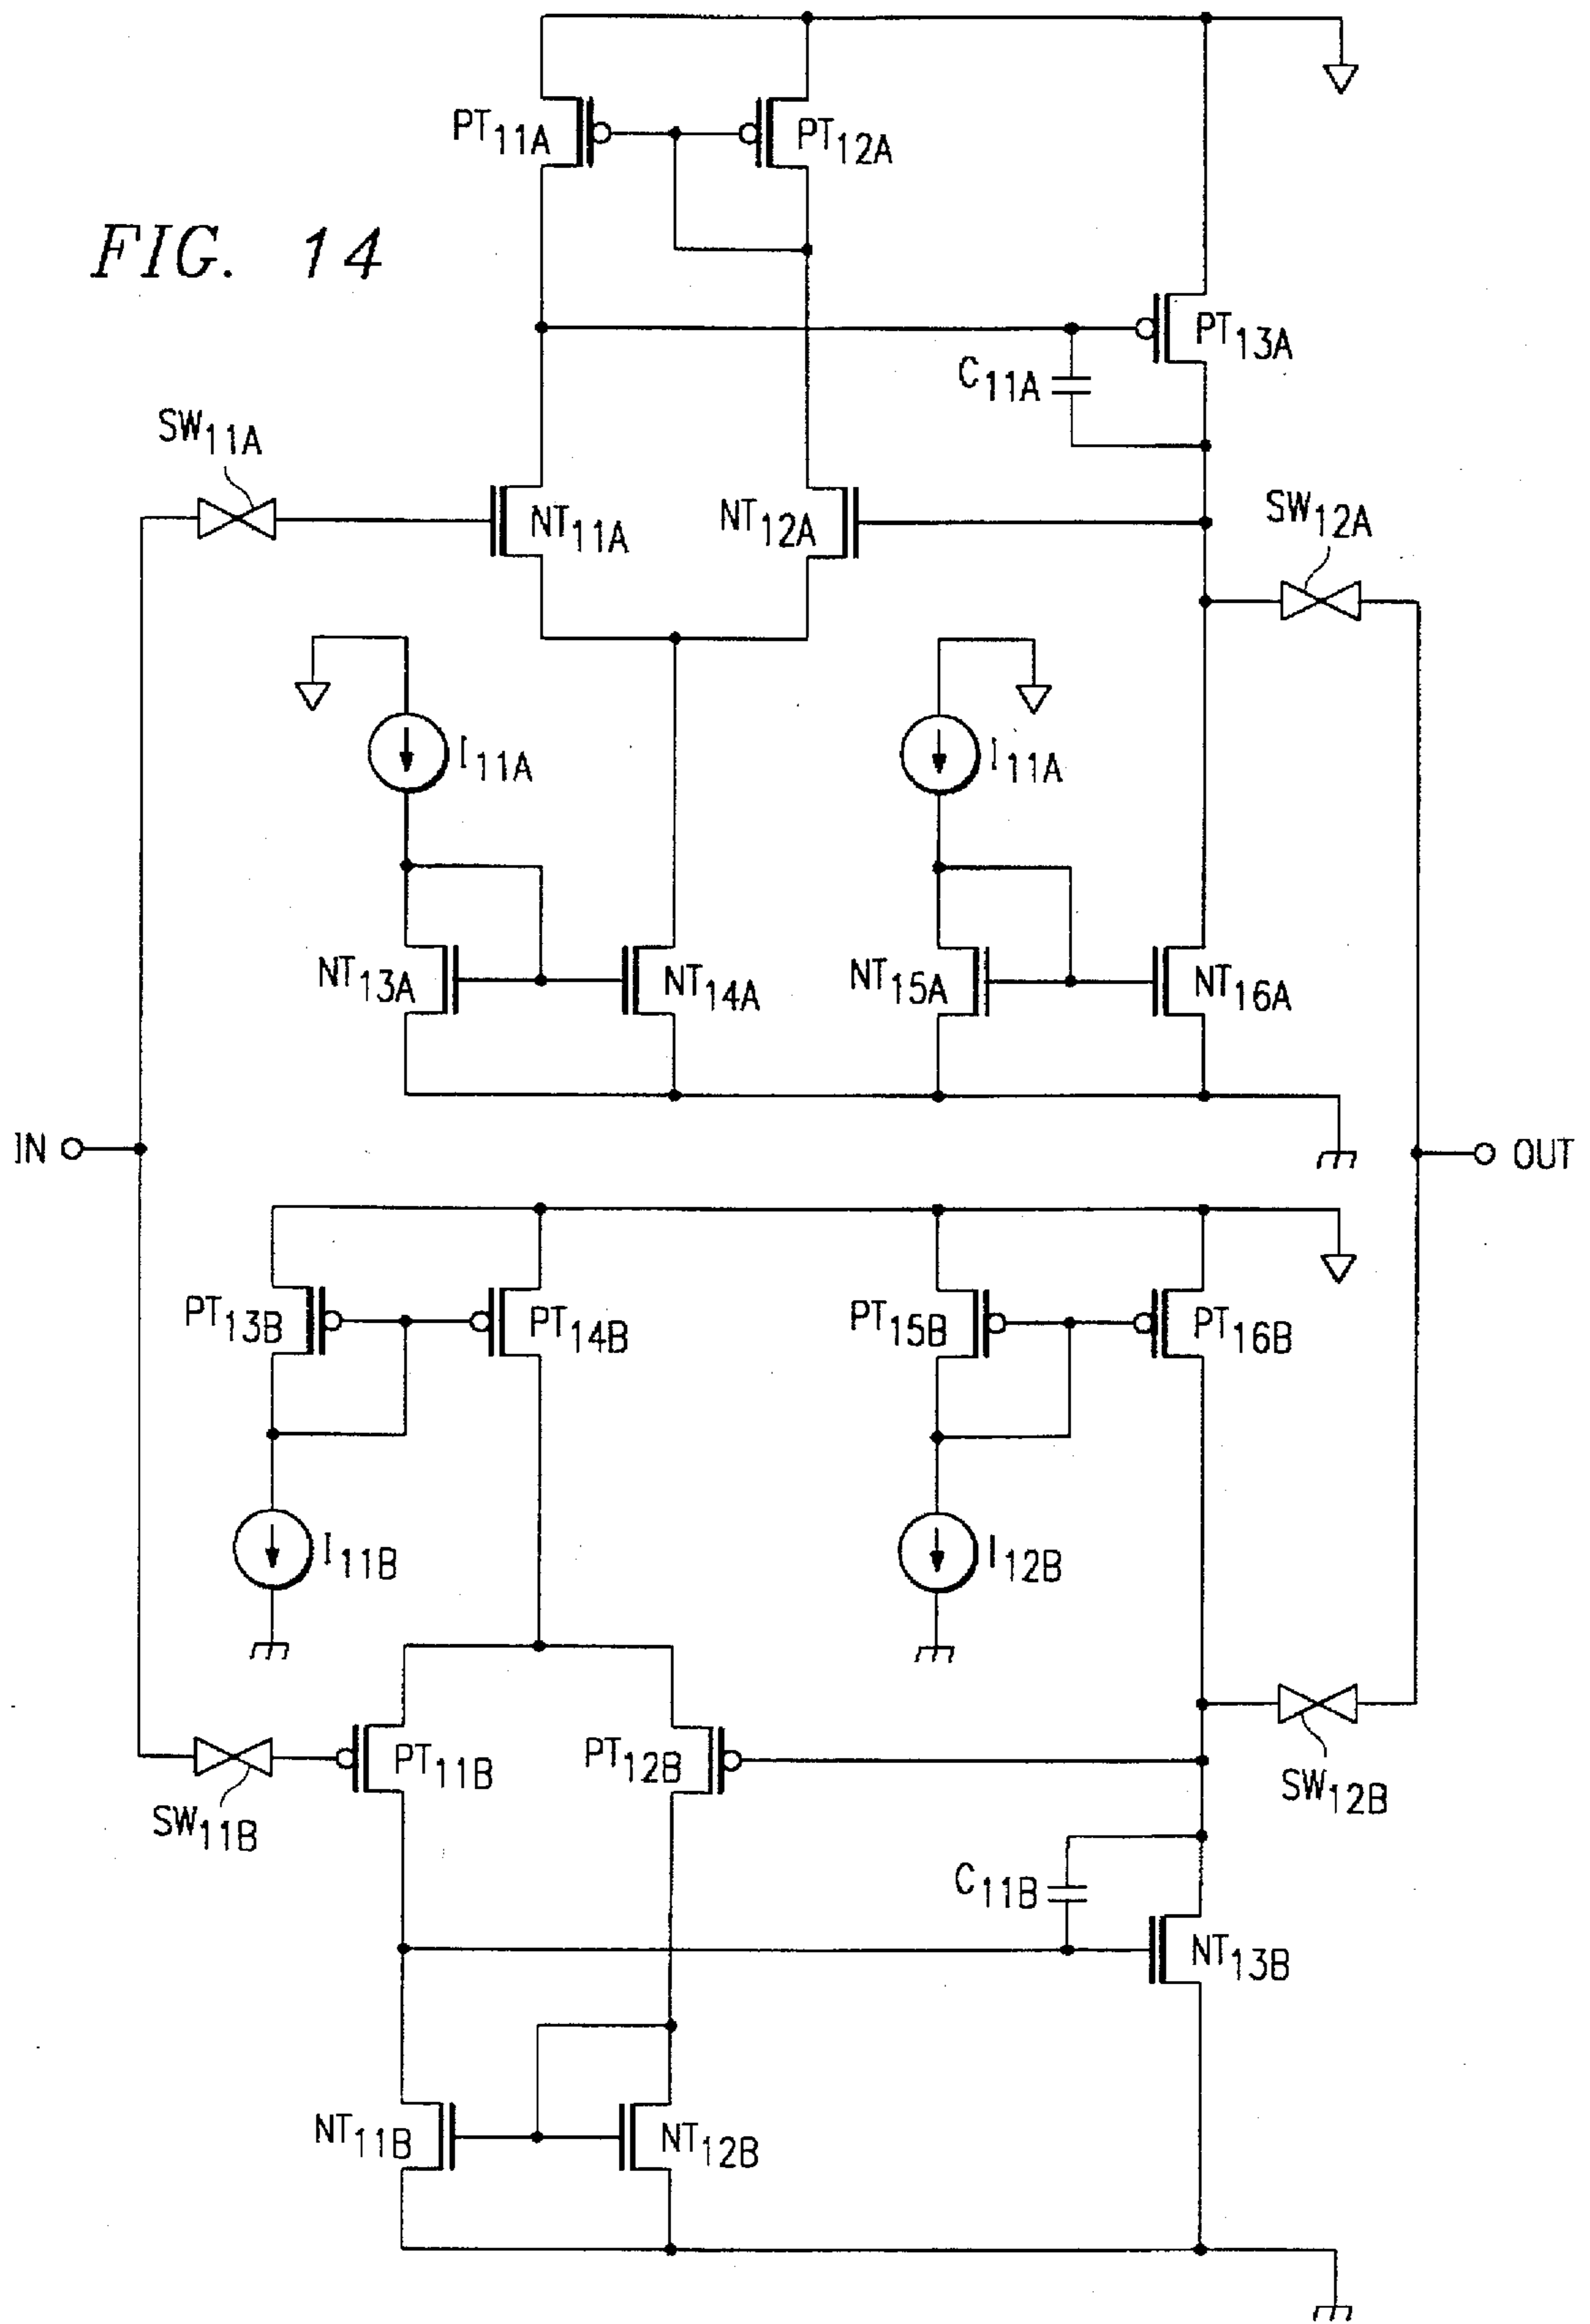 FIG. 14
PT11A
PT12A
PT13A
C11A
SW11A
NT11A
NT12A
SW12A
I11A
I11A
NT13A
NT14A
NT15A
NT16A
IN
OUT
PT13B
PT14B
PT15B
PT16B
I11B
I12B
PT11B
PT12B
SW11B
SW12B
C11B
NT13B
NT11B
NT12B